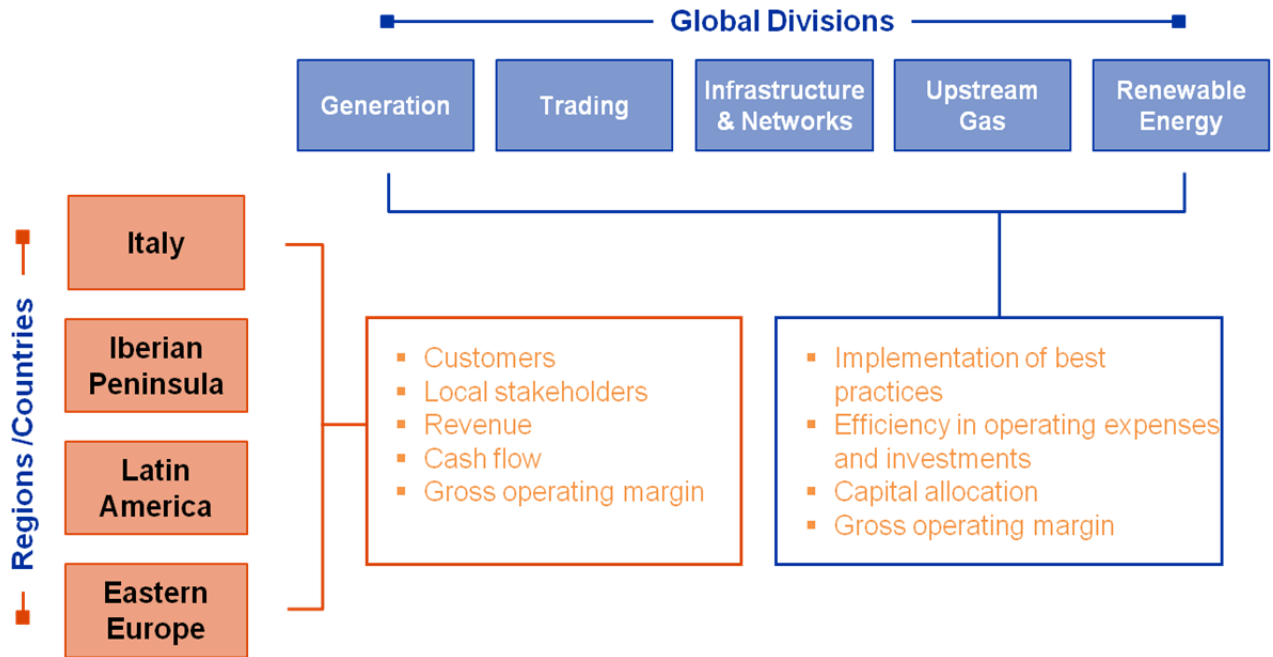 Global Divisions
Generation
Trading
Infrastructure
& Networks
Upstream
Gas
Renewable
Energy
Regions /Countries
Italy
Iberian
Peninsula
Latin
America
Eastern
Europe
▪ Customers
▪ Local stakeholders
▪ Revenue
▪ Cash flow
▪ Gross operating margin
▪ Implementation of best
practices
▪ Efficiency in operating expenses
and investments
▪ Capital allocation
▪ Gross operating margin